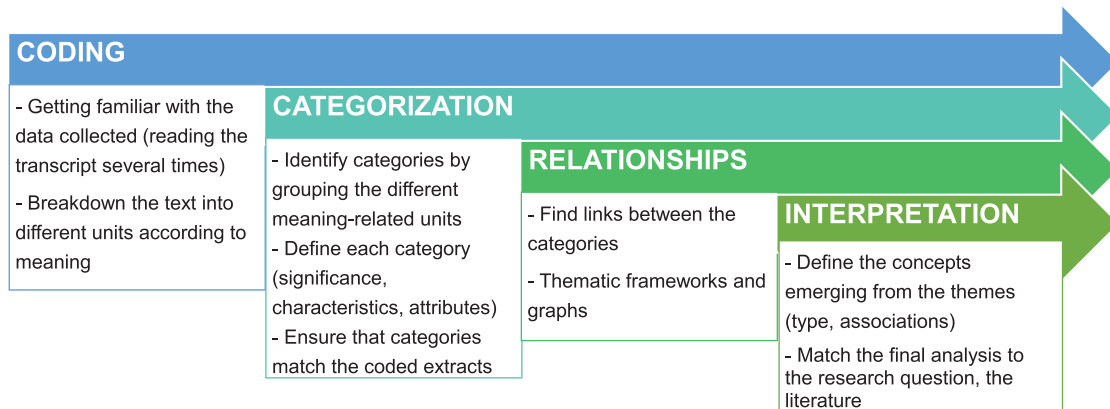 CODING
- Getting familiar with the
data collected (reading the
transcript several times)
- Breakdown the text into
different units according to
meaning
CATEGORIZATION
- Identify categories by
grouping the different
meaning-related units
- Define each category
(significance,
characteristics, attributes)
- Ensure that categories
match the coded extracts
RELATIONSHIPS
- Find links between the
categories
- Thematic frameworks and
graphs
INTERPRETATION
- Define the concepts
emerging from the themes
(type, associations)
- Match the final analysis to
the research question, the
literature